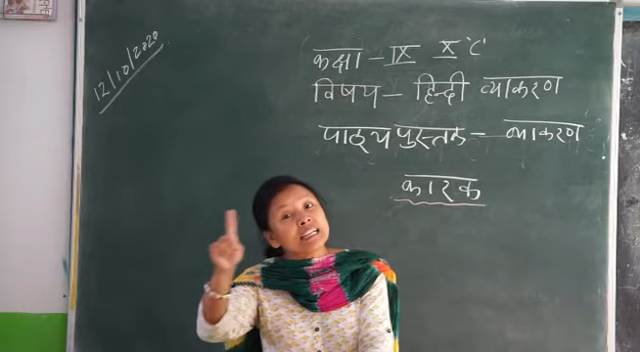 12/10/2020
कक्षा - IX X 'C'
विषय - हिन्दी व्याकरण
पाठ्यपुस्तक - व्याकरण
कारक